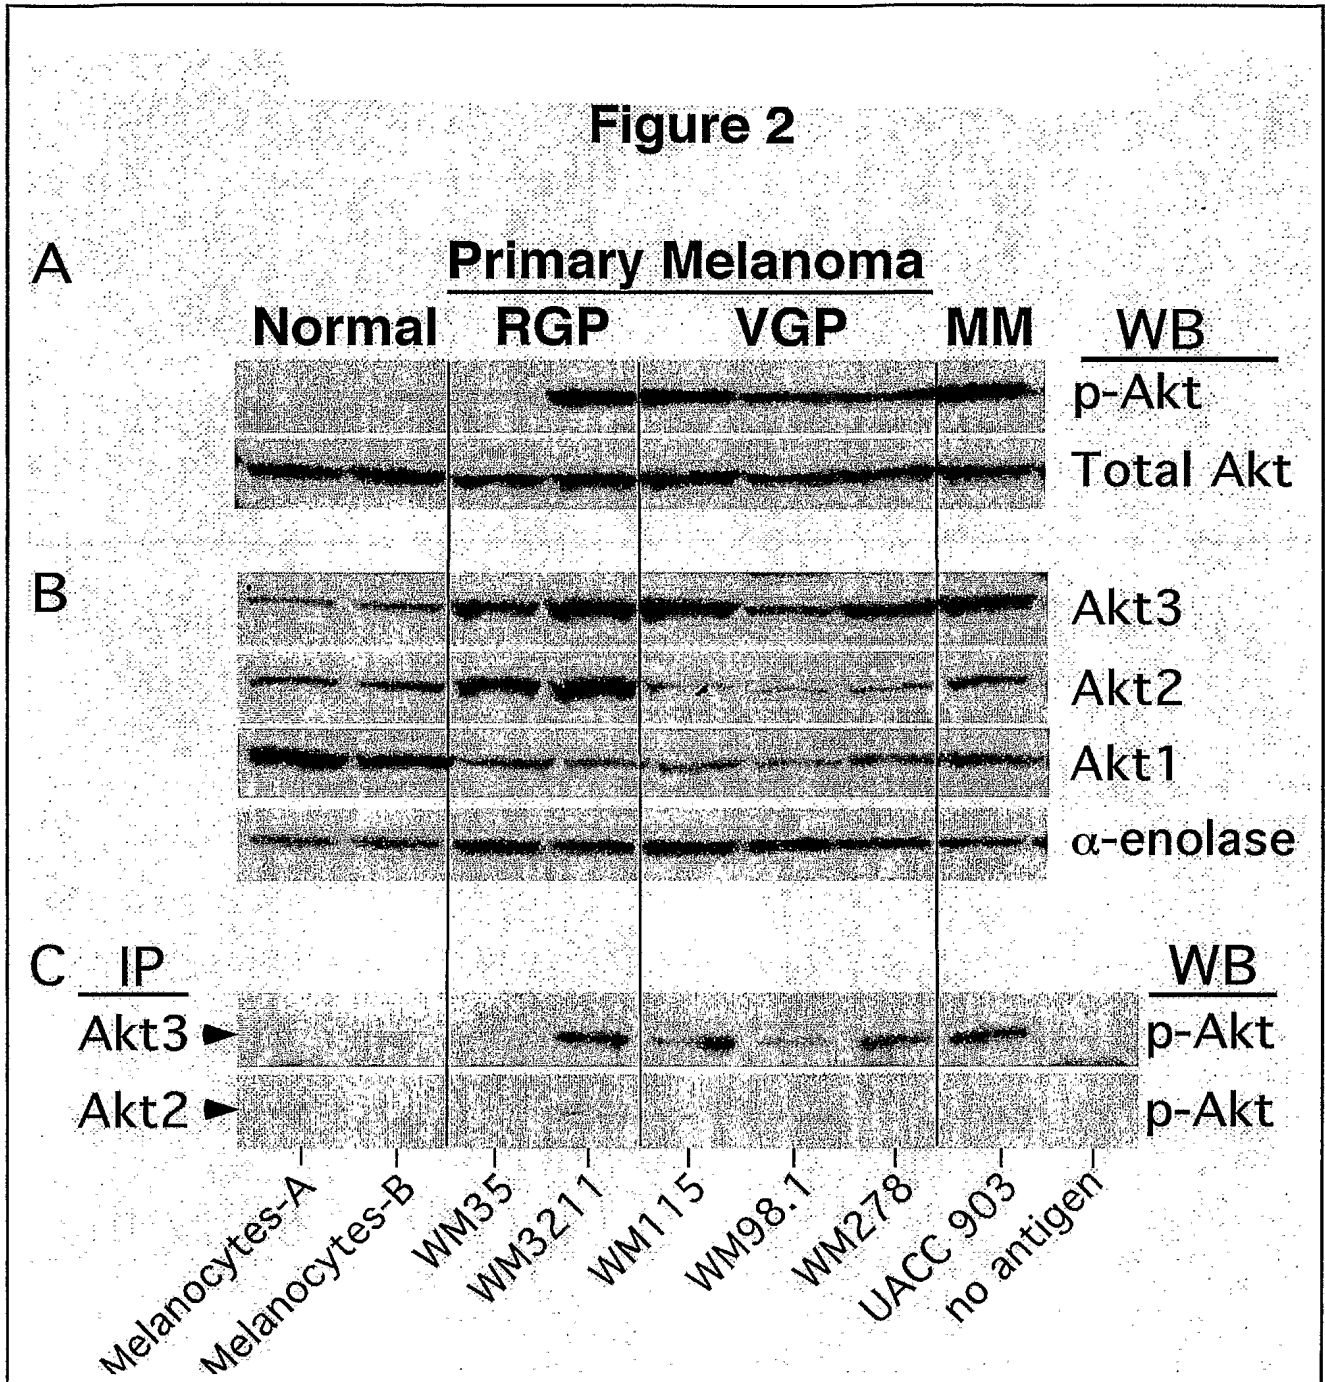 Figure 2
A
Primary Melanoma
Normal RGP VGP MM WB
p-Akt
Total Akt
B
Akt3
Akt2
Akt1
α-enolase
C IP WB
Akt3 p-Akt
Akt2 p-Akt
Melanocytes-A
Melanocytes-B
WM35
WM3211
WM115
WM98.1
WM278
UACC 903
no antigen